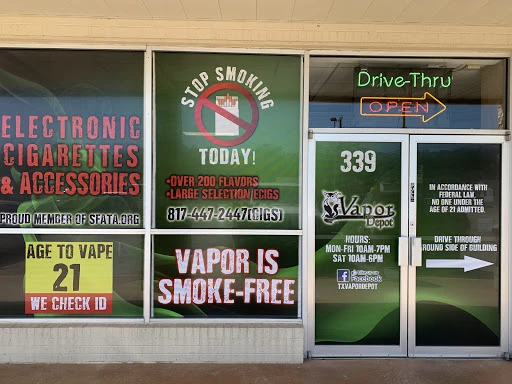 ELECTRONIC
CIGARETTES
& ACCESSORIES
PROUD MEMBER OF SFATA.ORG
AGE TO VAPE
21
WE CHECK ID
STOP SMOKING
TODAY!
•OVER 200 FLAVORS
•LARGE SELECTION ECIGS
817-447-2447(CIGS)
VAPOR IS
SMOKE-FREE
Drive-Thru
OPEN
339
Vapor
Depot
HOURS:
MON-FRI 10AM-7PM
SAT 10AM-6PM
Facebook
TXVAPORDEPOT
IN ACCORDANCE WITH
FEDERAL LAW,
NO ONE UNDER THE
AGE OF 21 ADMITTED.
DRIVE THROUGH
ROUND SIDE OF BUILDING